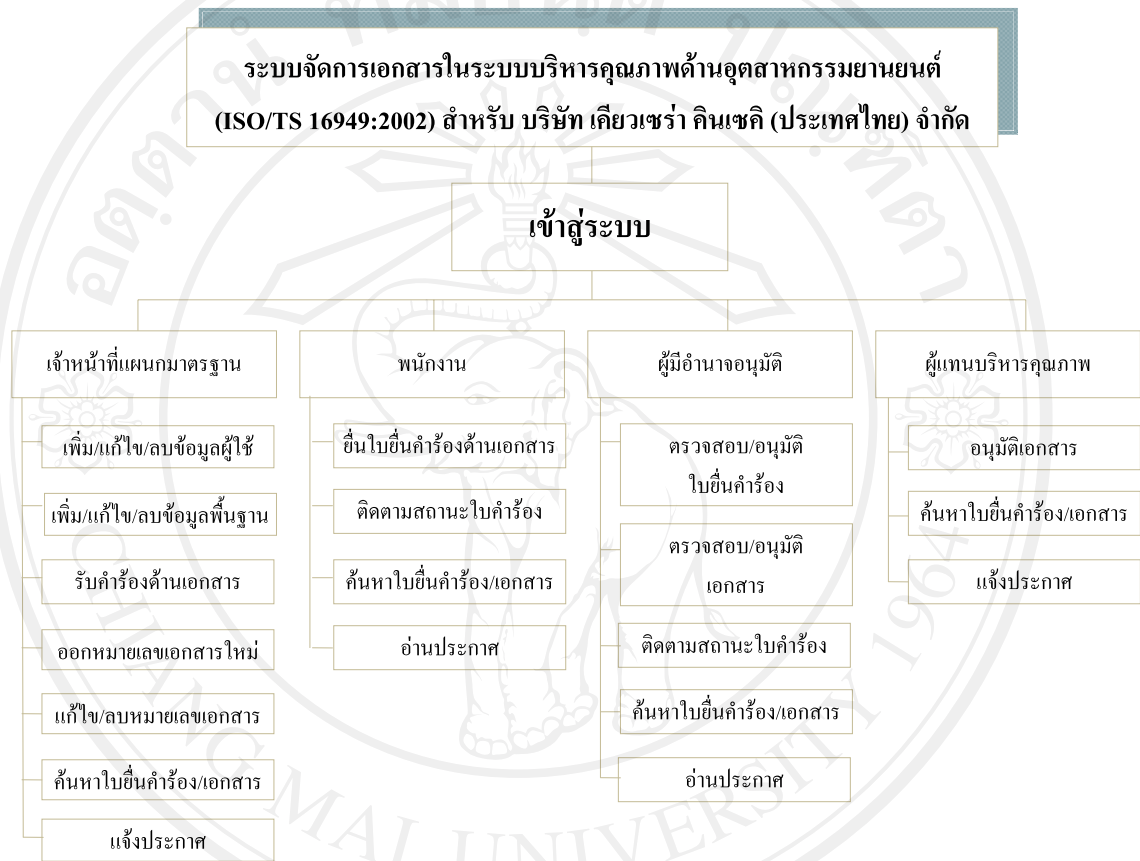 ระบบจัดการเอกสารในระบบบริหารคุณภาพด้านอุตสาหกรรมยานยนต์
(ISO/TS 16949:2002) สำหรับ บริษัท เคียวเซร่า คินเซคิ (ประเทศไทย) จำกัด
เข้าสู่ระบบ
เจ้าหน้าที่แผนกมาตรฐาน
เพิ่ม/แก้ไข/ลบข้อมูลผู้ใช้
เพิ่ม/แก้ไข/ลบข้อมูลพื้นฐาน
รับคำร้องด้านเอกสาร
ออกหมายเลขเอกสารใหม่
แก้ไข/ลบหมายเลขเอกสาร
ค้นหาใบยื่นคำร้อง/เอกสาร
แจ้งประกาศ
พนักงาน
ยื่นใบยื่นคำร้องด้านเอกสาร
ติดตามสถานะใบคำร้อง
ค้นหาใบยื่นคำร้อง/เอกสาร
อ่านประกาศ
ผู้มีอำนาจอนุมัติ
ตรวจสอบ/อนุมัติ
ใบยื่นคำร้อง
ตรวจสอบ/อนุมัติ
เอกสาร
ติดตามสถานะใบคำร้อง
ค้นหาใบยื่นคำร้อง/เอกสาร
อ่านประกาศ
ผู้แทนบริหารคุณภาพ
อนุมัติเอกสาร
ค้นหาใบยื่นคำร้อง/เอกสาร
แจ้งประกาศ
CHIANG MAI UNIVERSITY 1964